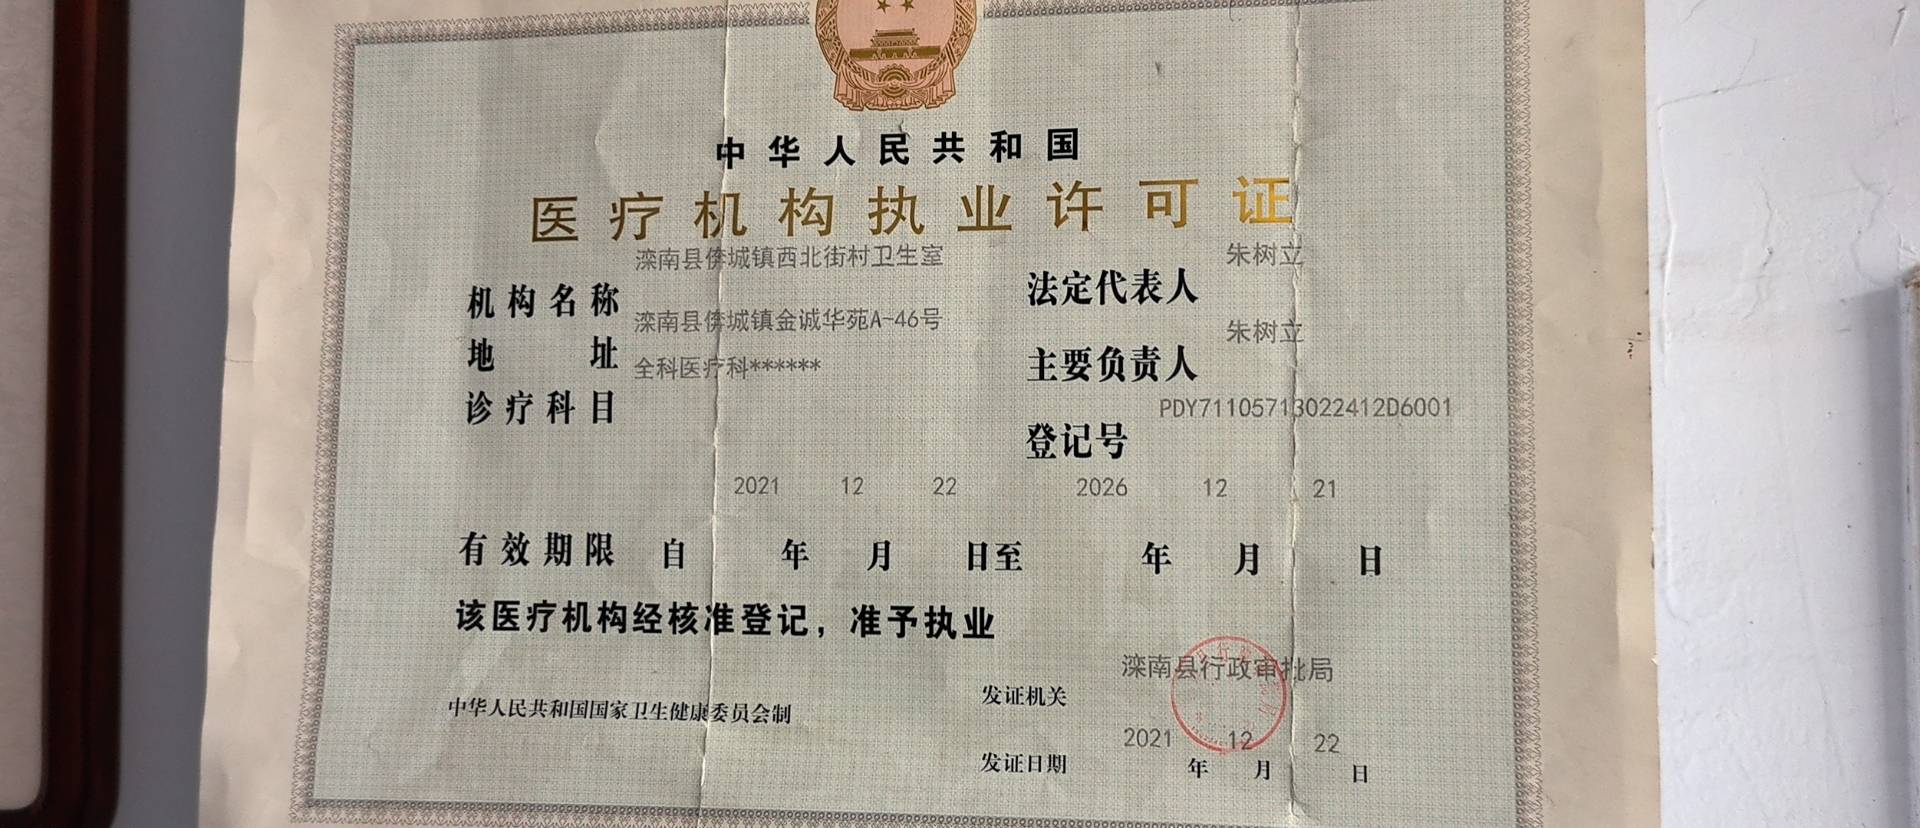 中华人民共和国
医疗机构执业许可证
机构名称 滦南县倴城镇西北街村卫生室
地址 滦南县倴城镇金诚华苑A-46号
诊疗科目 全科医疗科******
法定代表人 朱树立
主要负责人 朱树立
登记号 PDY71105713022412D6001
有效期限 自 2021 年 12 月 22 日至 2026 年 12 月 21 日
该医疗机构经核准登记，准予执业
中华人民共和国国家卫生健康委员会制
发证机关 滦南县行政审批局
发证日期 2021 年 12 月 22 日